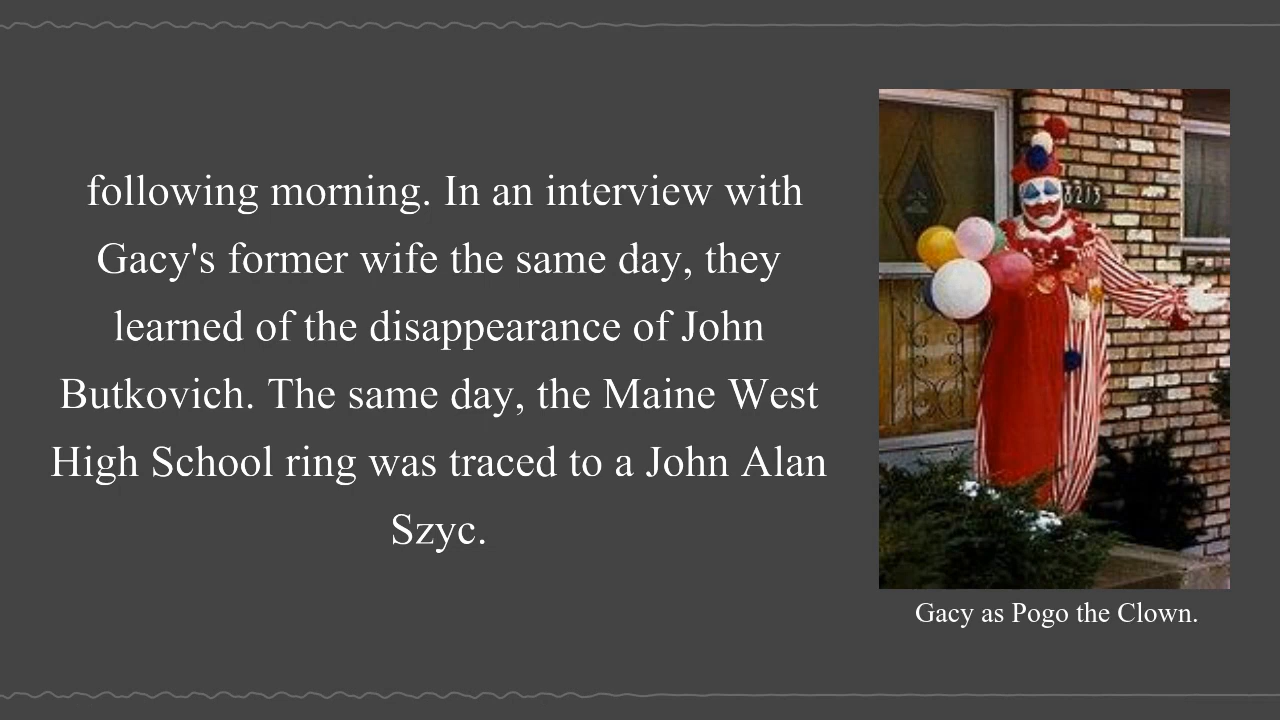 following morning. In an interview with
Gacy's former wife the same day, they
learned of the disappearance of John
Butkovich. The same day, the Maine West
High School ring was traced to a John Alan
Szyc.
8213
Gacy as Pogo the Clown.